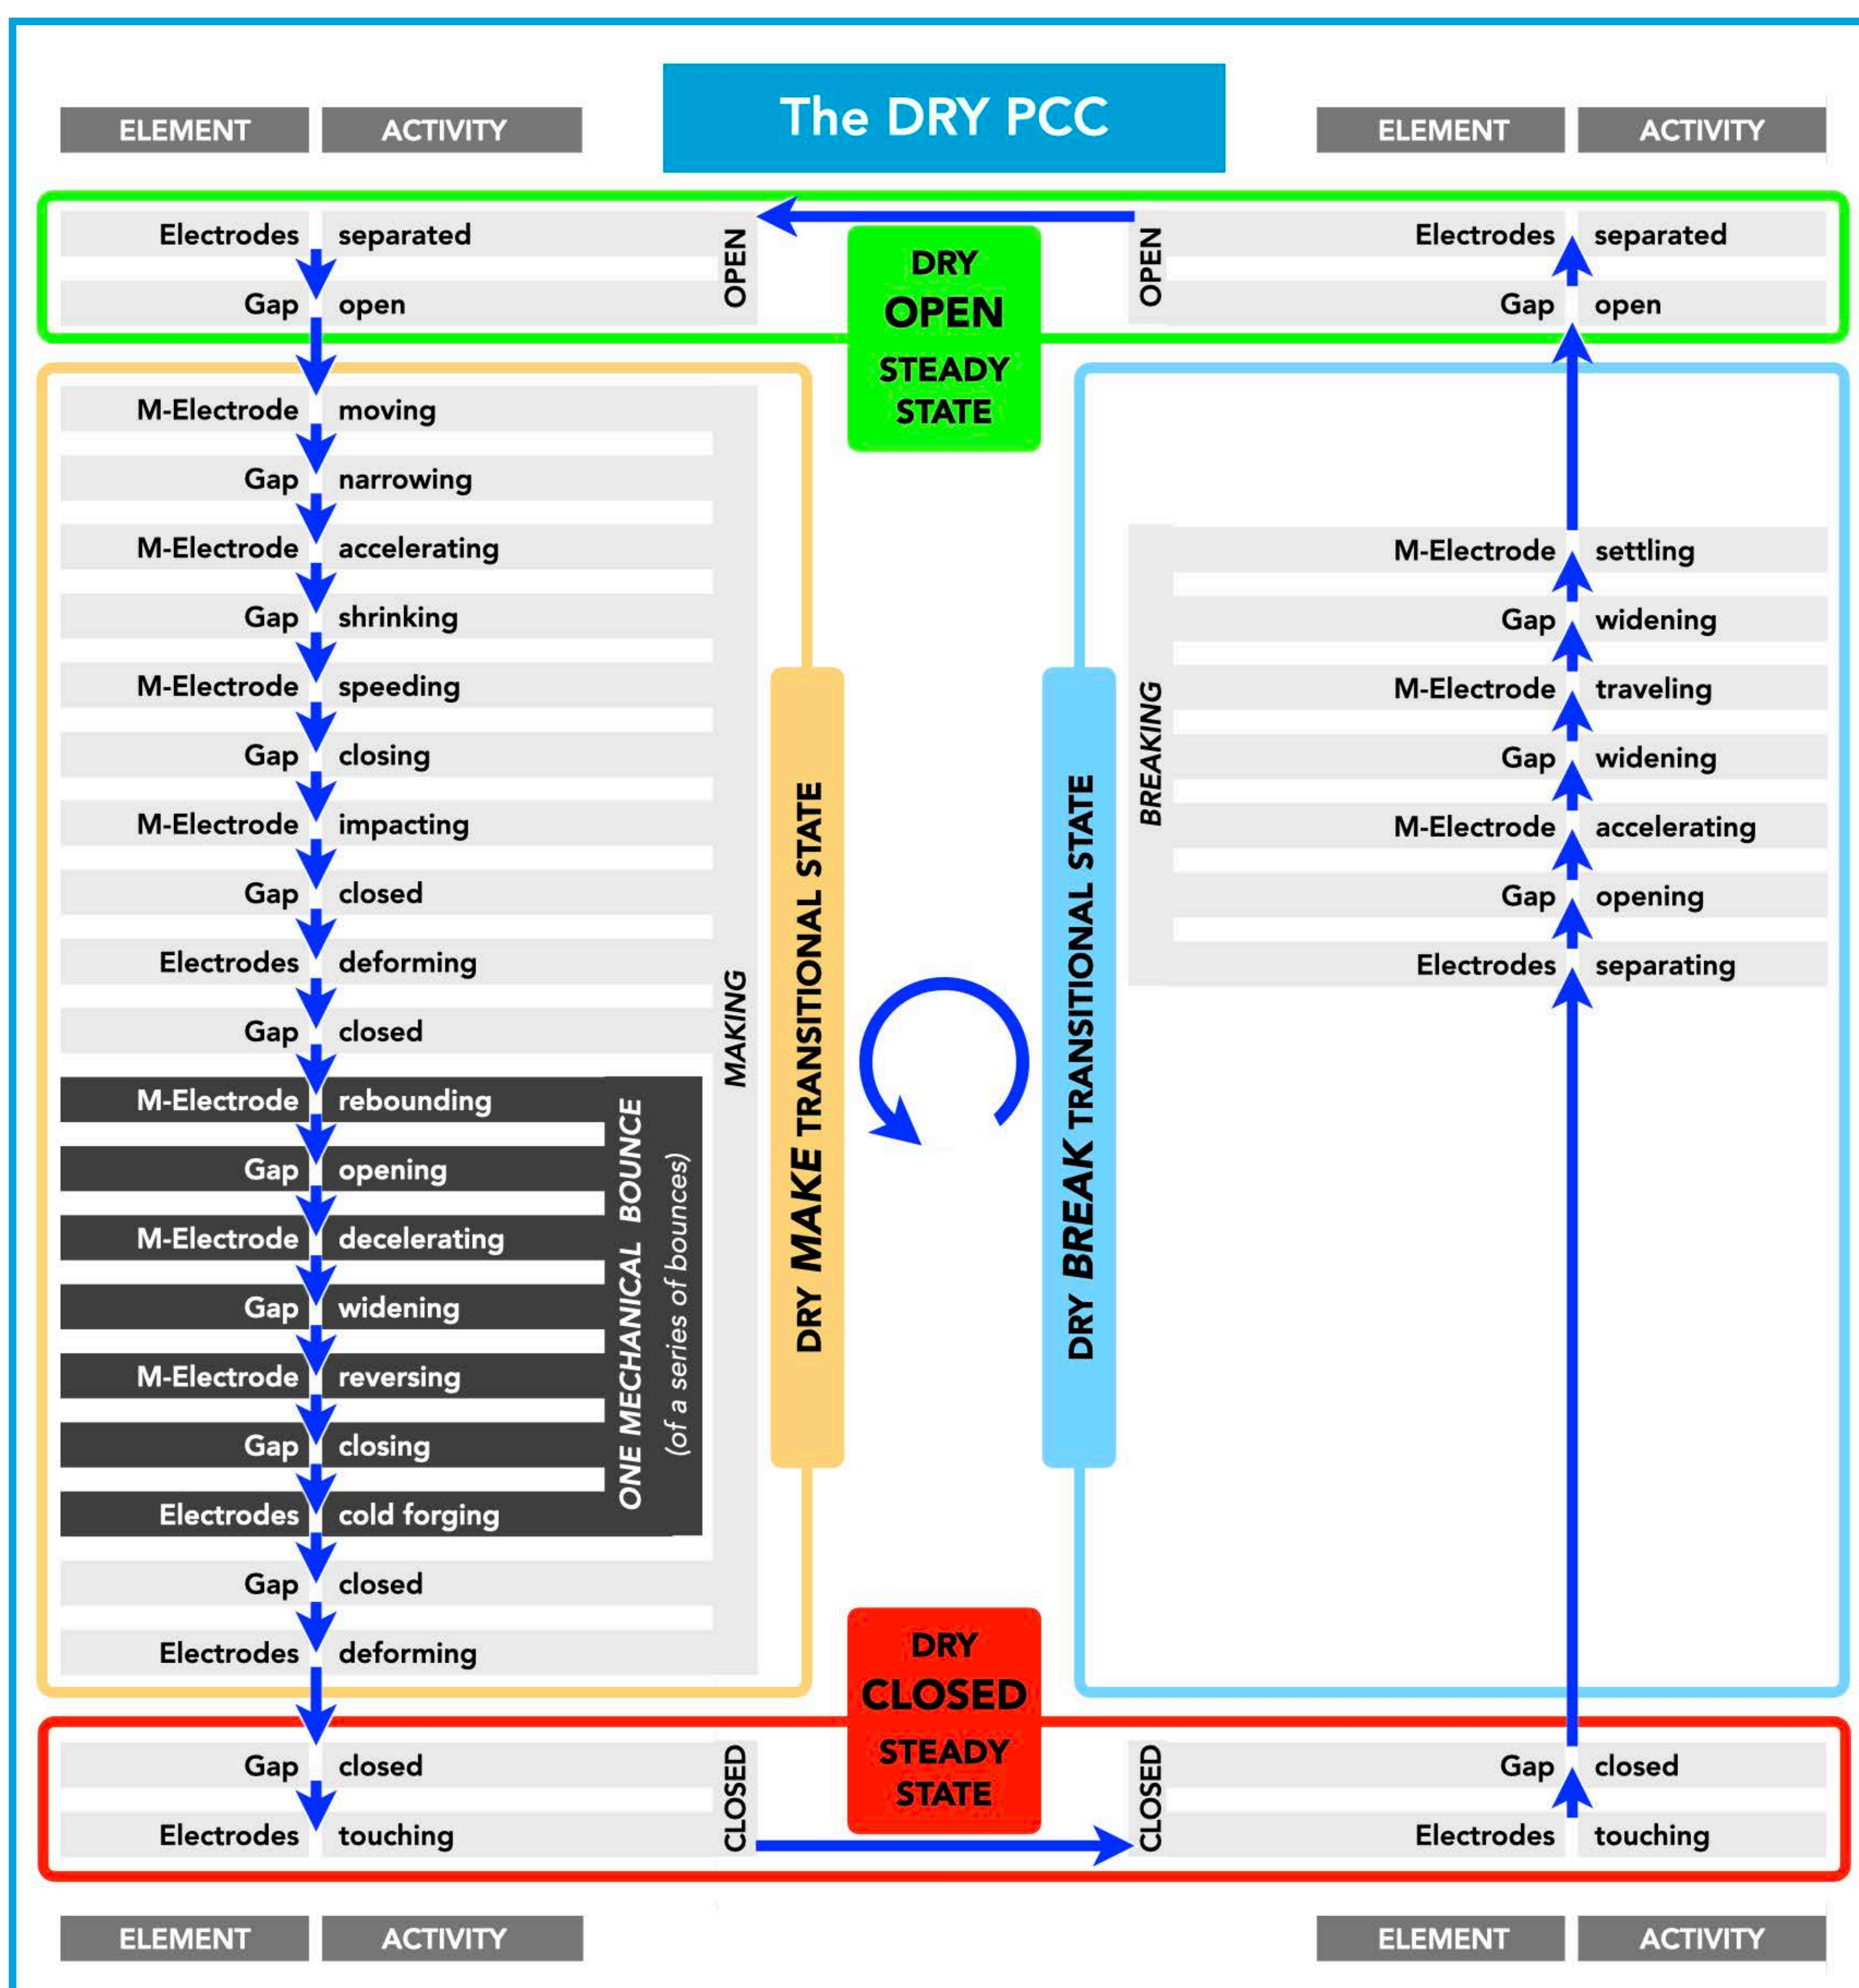 The DRY PCC
ELEMENT ACTIVITY
Electrodes separated
Gap open
OPEN
M-Electrode moving
Gap narrowing
M-Electrode accelerating
Gap shrinking
M-Electrode speeding
Gap closing
M-Electrode impacting
Gap closed
Electrodes deforming
Gap closed
M-Electrode rebounding
Gap opening
M-Electrode decelerating
Gap widening
M-Electrode reversing
Gap closing
Electrodes cold forging
ONE MECHANICAL BOUNCE
(of a series of bounces)
Gap closed
Electrodes deforming
MAKING
Gap closed
Electrodes touching
CLOSED
ELEMENT ACTIVITY
DRY
OPEN
STEADY
STATE
DRY MAKE TRANSITIONAL STATE
DRY BREAK TRANSITIONAL STATE
DRY
CLOSED
STEADY
STATE
ELEMENT ACTIVITY
OPEN
Electrodes separated
Gap open
BREAKING
M-Electrode settling
Gap widening
M-Electrode traveling
Gap widening
M-Electrode accelerating
Gap opening
Electrodes separating
CLOSED
Gap closed
Electrodes touching
ELEMENT ACTIVITY